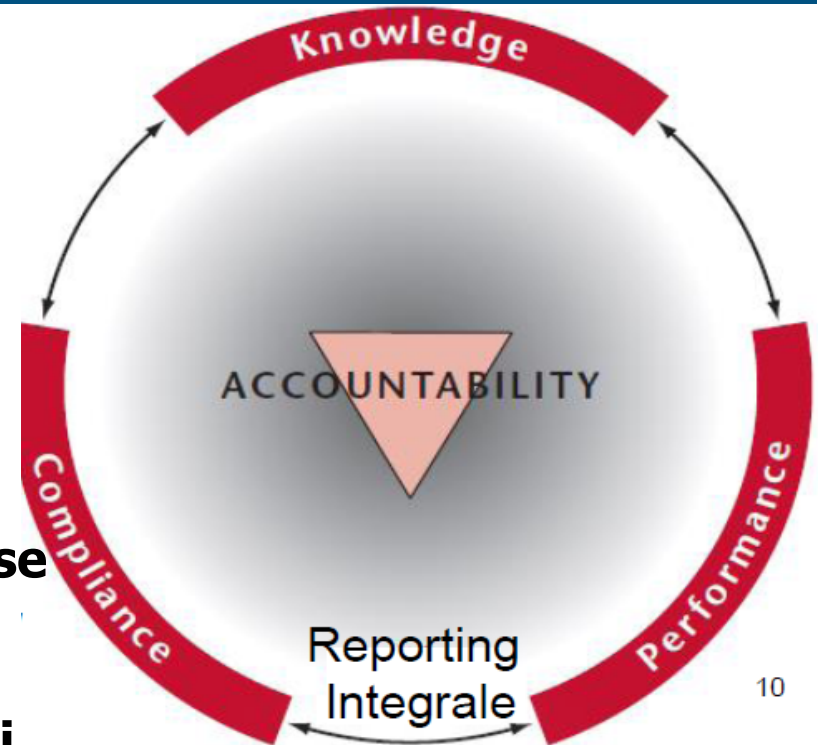 Knowledge
ACCOUNTABILITY
Compliance
Performance
se
Reporting
Integrale
10
i